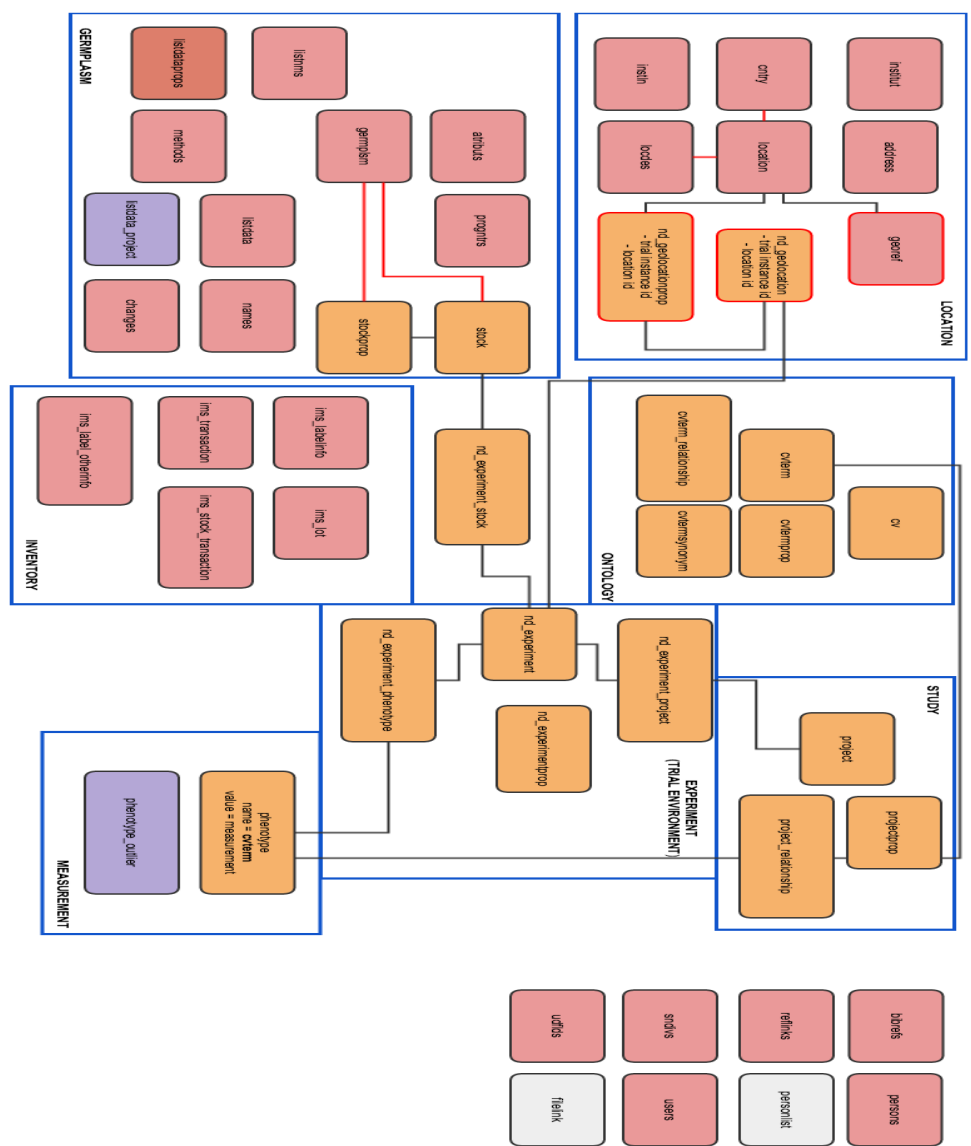 LOCATION
institut
address
georef
cntry
location
nd_geolocation
- trial instance id
- location id
instln
locdes
nd_geolocationprop
- trial instance id
- location id
ONTOLOGY
cv
cvterm
cvtermprop
cvterm_relationship
cvtermsynonym
STUDY
project
projectprop
project_relationship
bibrefs
persons
reflinks
personlist
sndivs
users
udflds
filelink
GERMPLASM
atributs
progntrs
stock
germplsm
stockprop
listnms
listdata
names
listdataprops
methods
listdata_project
changes
nd_experiment_stock
EXPERIMENT
(TRIAL ENVIRONMENT)
nd_experiment_project
nd_experiment
nd_experimentprop
nd_experiment_phenotype
INVENTORY
ims_labelinfo
ims_lot
ims_transaction
ims_stock_transaction
ims_label_otherinfo
MEASUREMENT
phenotype
name = cvterm
value = measurement
phenotype_outlier